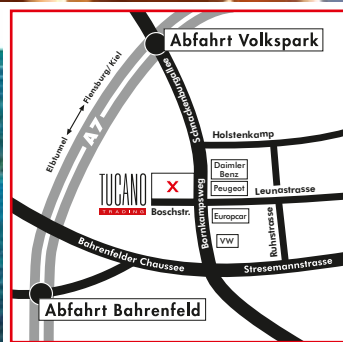 Abfahrt Volkspark
Elbtunnel
Flensburg/Kiel
A7
Schnackenburgallee
Holstenkamp
Daimler
Benz
Peugeot
Leunastrasse
TUCANO
TRADING
X
Boschstr.
Bornkampsweg
Europcar
VW
Ruhrstrasse
Bahrenfelder Chaussee
Stresemannstrasse
Abfahrt Bahrenfeld